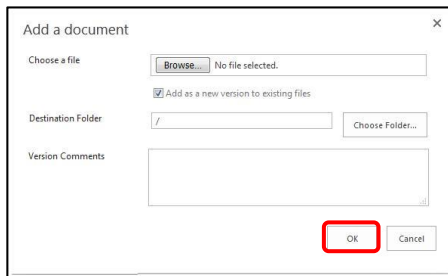 Add a document
Choose a file
Browse... No file selected.
Add as a new version to existing files
Destination Folder
/
Choose Folder...
Version Comments
OK Cancel